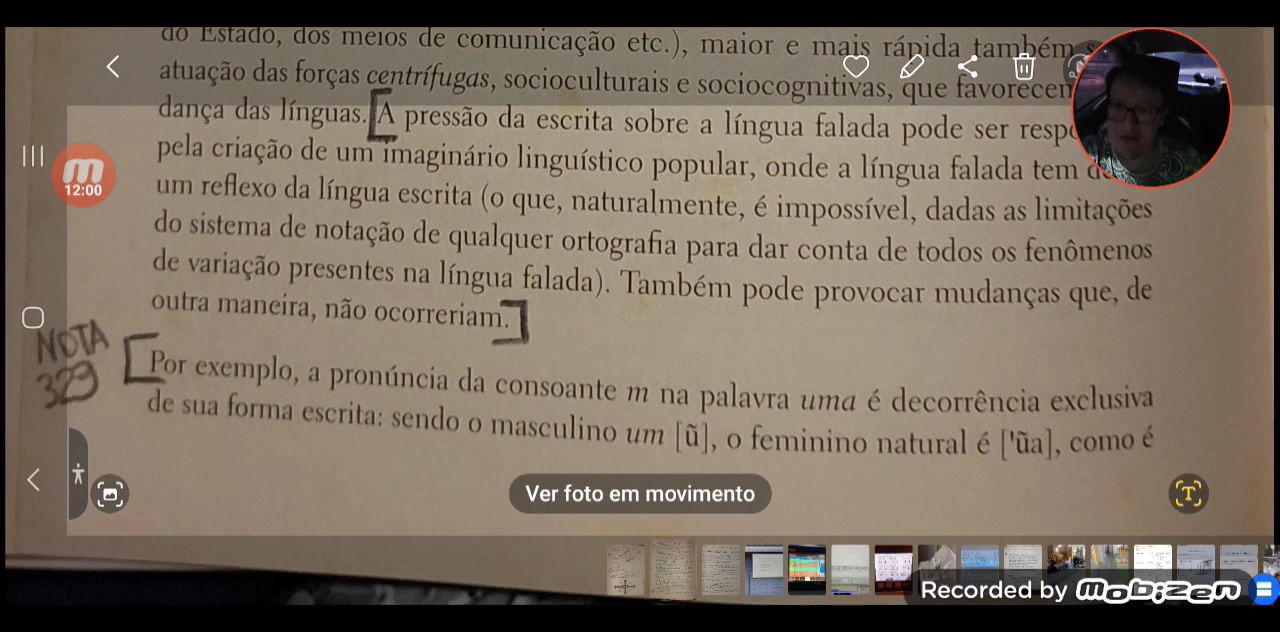 do Estado, dos meios de comunicação etc.), maior e mais rápida também
atuação das forças centrífugas, socioculturais e sociocognitivas, que favorecem
dança das línguas. [A pressão da escrita sobre a língua falada pode ser
pela criação de um imaginário linguístico popular, onde a língua falada tem
um reflexo da língua escrita (o que, naturalmente, é impossível, dadas as limitações
do sistema de notação de qualquer ortografia para dar conta de todos os fenômenos
de variação presentes na língua falada). Também pode provocar mudanças que, de
outra maneira, não ocorreriam.]
NOTA
329
[Por exemplo, a pronúncia da consoante m na palavra uma é decorrência exclusiva
de sua forma escrita: sendo o masculino um [ũ], o feminino natural é ['ũa], como é
m
12:00
Ver foto em movimento
T
Recorded by mobizen